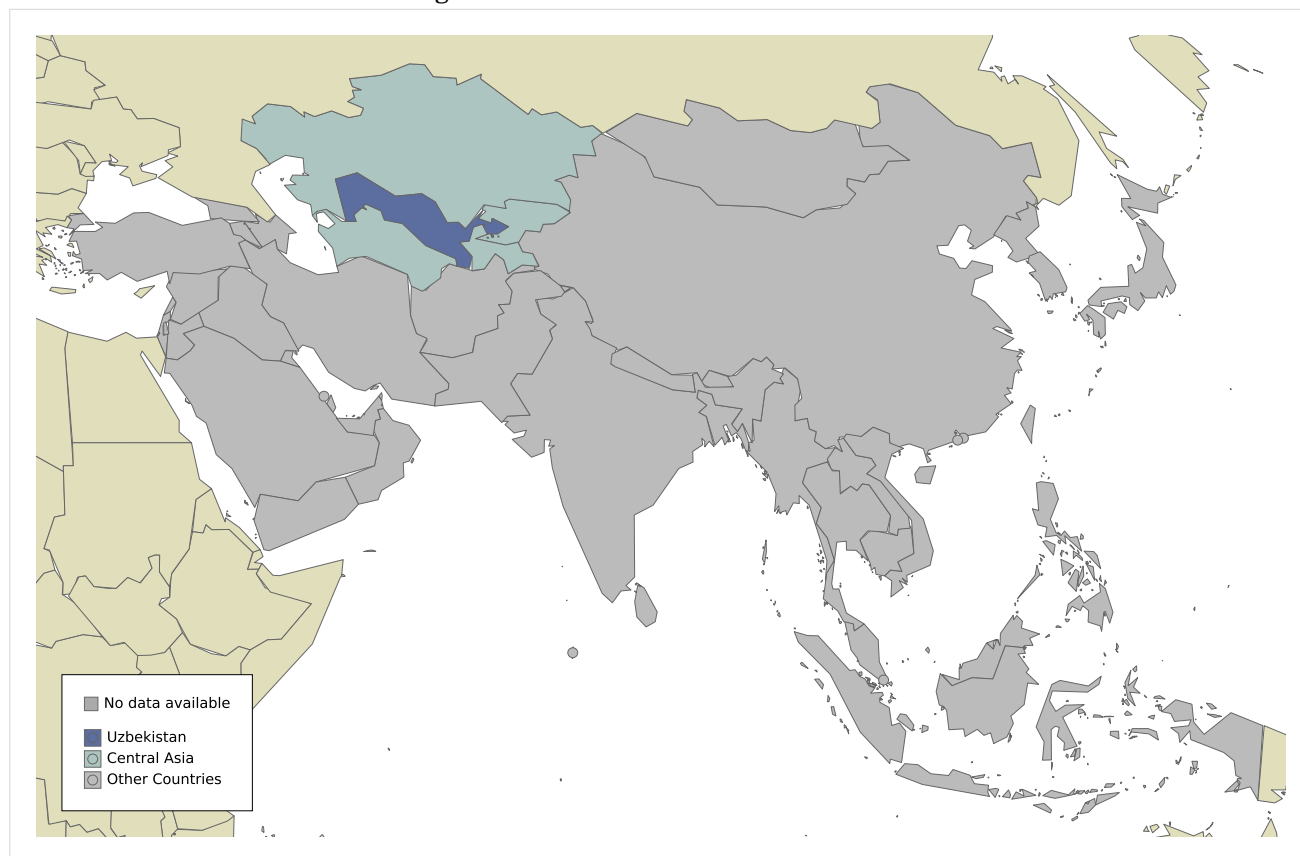 No data available
Uzbekistan
Central Asia
Other Countries